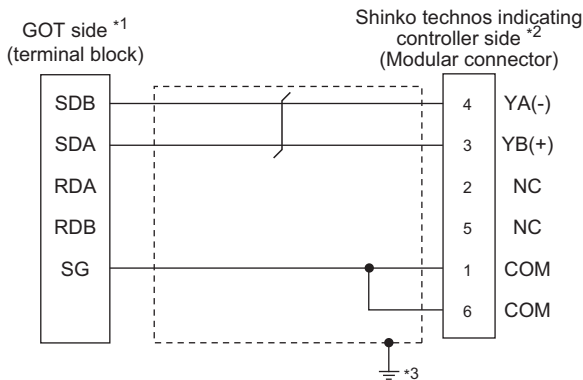 GOT side *1
(terminal block)
Shinko technos indicating
controller side *2
(Modular connector)
SDB 4 YA(-)
SDA 3 YB(+)
RDA 2 NC
RDB 5 NC
SG 1 COM
6 COM
*3